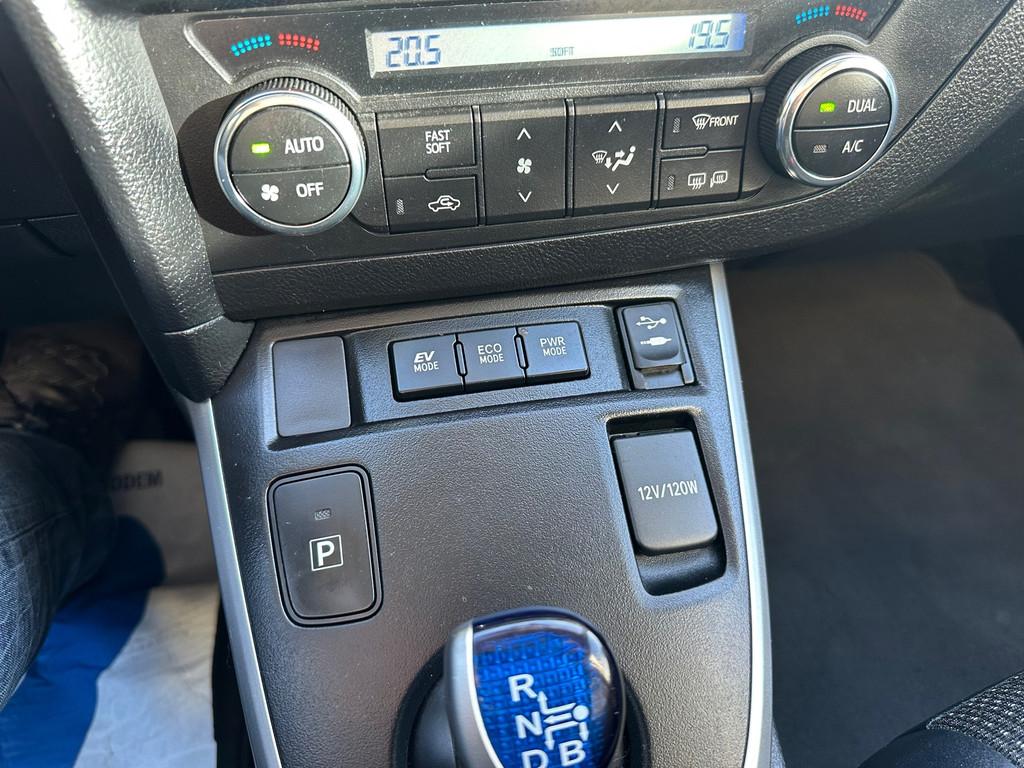 20.5 SOFT 19.5
AUTO
OFF
FAST
SOFT
FRONT
DUAL
A/C
EV
MODE
ECO
MODE
PWR
MODE
12V/120W
P
R
N
D
B